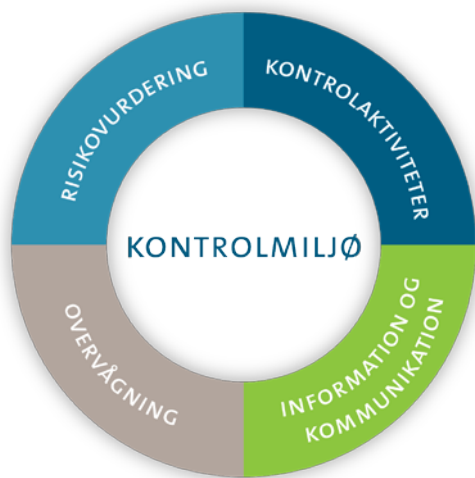 RISIKOVURDERING
KONTROLAKTIVITETER
KONTROLMILJØ
OVERVÅGNING
INFORMATION OG
KOMMUNIKATION